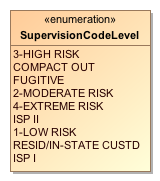 «enumeration»
SupervisionCodeLevel
3-HIGH RISK
COMPACT OUT
FUGITIVE
2-MODERATE RISK
4-EXTREME RISK
ISP II
1-LOW RISK
RESID/IN-STATE CUSTD
ISP I